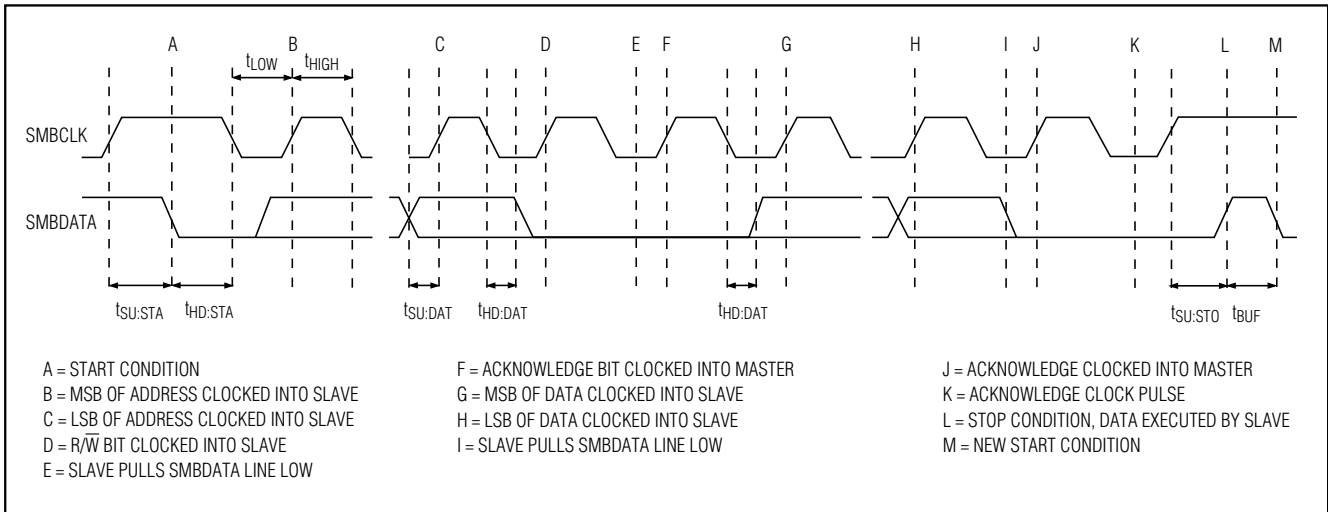 A B C D E F G H I J K L M
tLOW tHIGH
SMBCLK
SMBDATA
tSU:STA tHD:STA tSU:DAT tHD:DAT tHD:DAT tSU:STO tBUF
A = START CONDITION
B = MSB OF ADDRESS CLOCKED INTO SLAVE
C = LSB OF ADDRESS CLOCKED INTO SLAVE
D = R/W̅ BIT CLOCKED INTO SLAVE
E = SLAVE PULLS SMBDATA LINE LOW
F = ACKNOWLEDGE BIT CLOCKED INTO MASTER
G = MSB OF DATA CLOCKED INTO SLAVE
H = LSB OF DATA CLOCKED INTO SLAVE
I = SLAVE PULLS SMBDATA LINE LOW
J = ACKNOWLEDGE CLOCKED INTO MASTER
K = ACKNOWLEDGE CLOCK PULSE
L = STOP CONDITION, DATA EXECUTED BY SLAVE
M = NEW START CONDITION